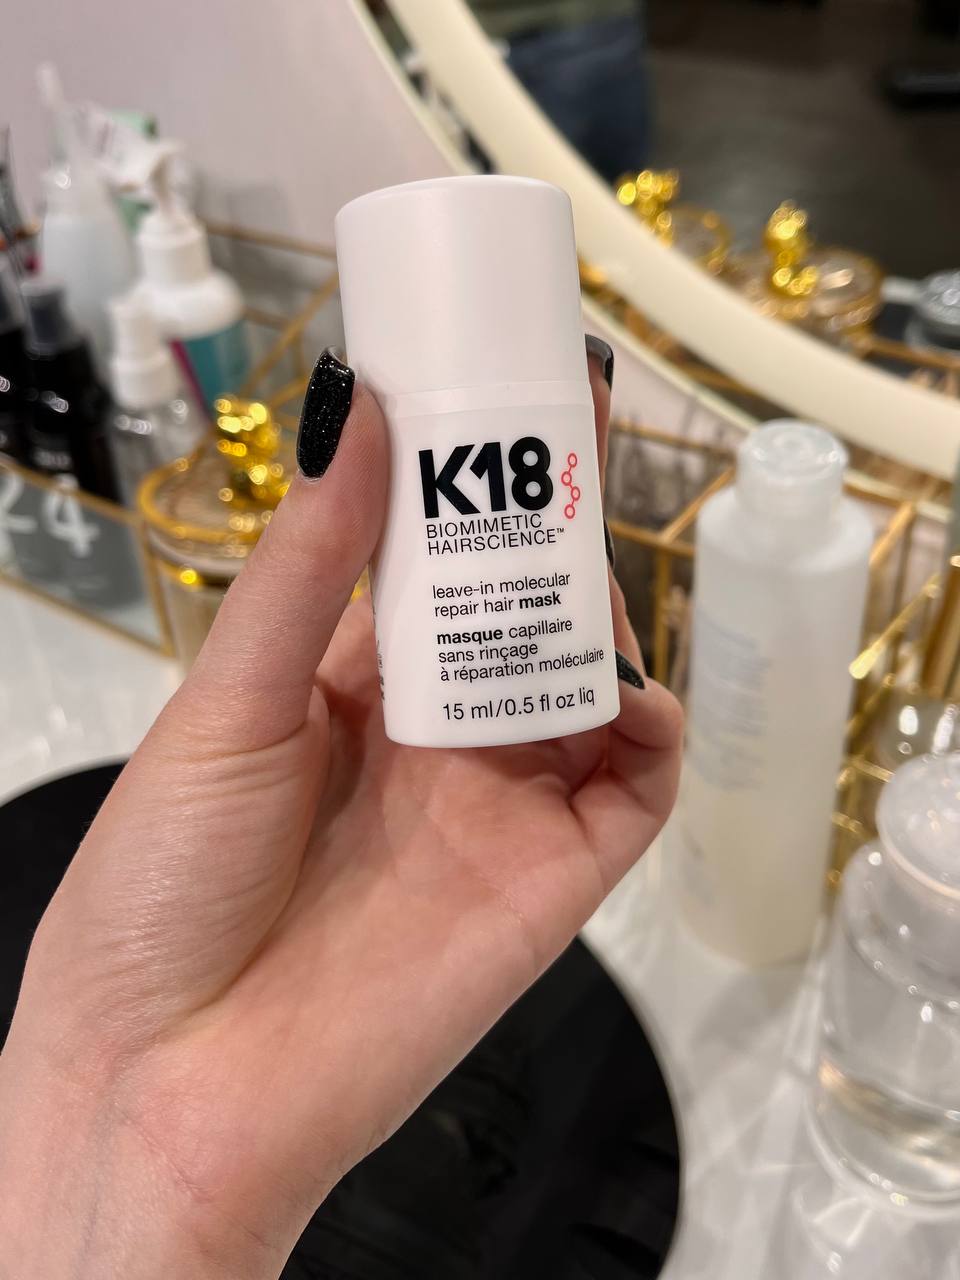 K18
BIOMIMETIC
HAIRSCIENCE™
leave-in molecular
repair hair mask
masque capillaire
sans rinçage
à réparation moléculaire
15 ml/0.5 fl oz liq
24